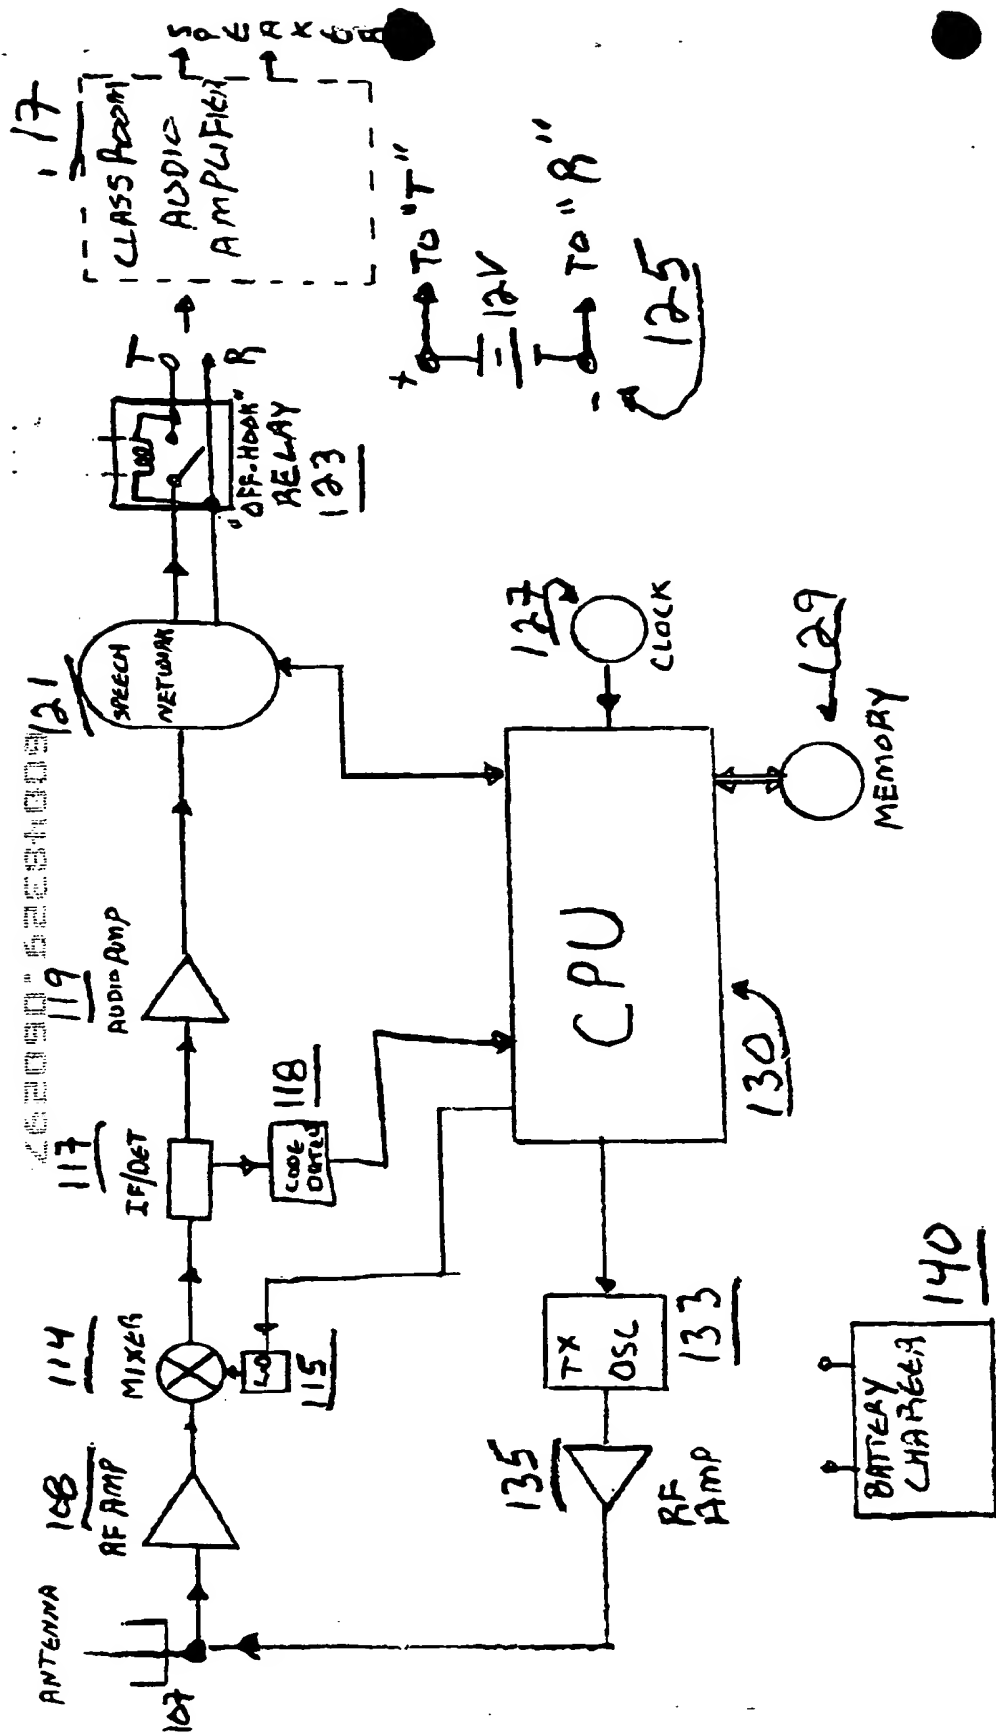 ANTENNA
107
108
RF AMP
114
MIXER
LO
115
117
IF/DET
CODE
118
119
AUDIO AMP
121
SPEECH
NETWORK
"OFF-HOOK"
RELAY
123
T
R
117
CLASSROOM
AUDIO
AMPLIFIER
SPEAKER
+
TO "T"
12V
-
TO "R"
125
127
CLOCK
129
MEMORY
CPU
130
TX
OSC
133
135
RF
AMP
BATTERY
CHARGER
140